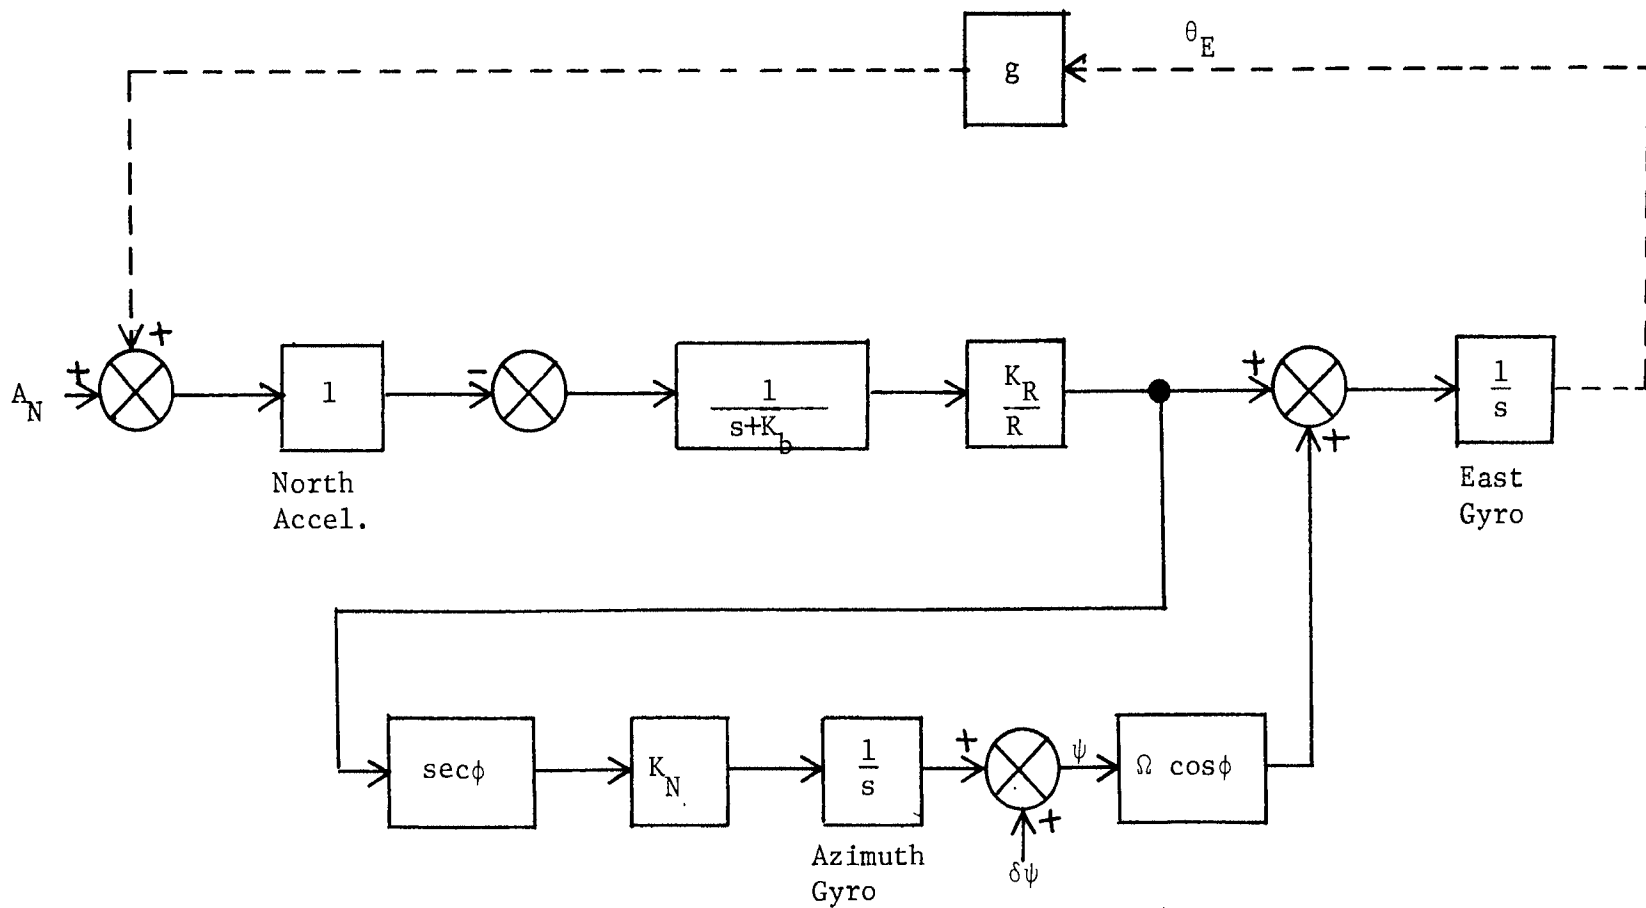 θ_E
g
+
+
A_N
1
-
1
s+K_b
K_R
R
+
+
1
s
North
Accel.
East
Gyro
secφ
K_N
1
s
+
ψ
Ω cosφ
+
δψ
Azimuth
Gyro